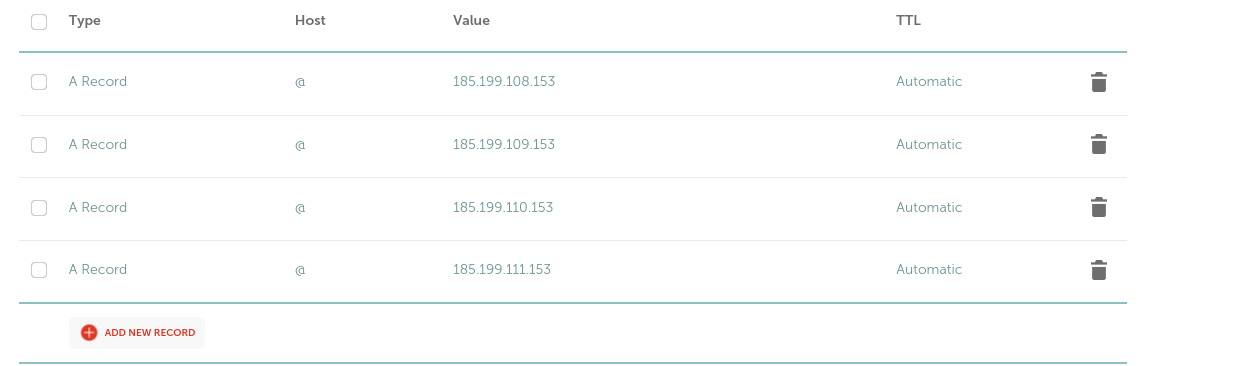 Type Host Value TTL
A Record @ 185.199.108.153 Automatic
A Record @ 185.199.109.153 Automatic
A Record @ 185.199.110.153 Automatic
A Record @ 185.199.111.153 Automatic
ADD NEW RECORD